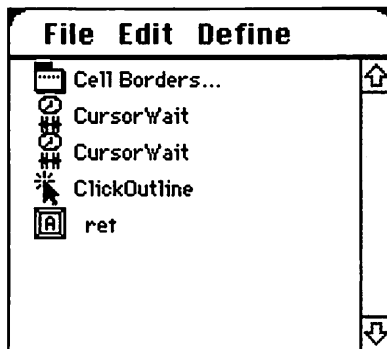 File Edit Define
Cell Borders...
CursorWait
CursorWait
ClickOutline
A ret